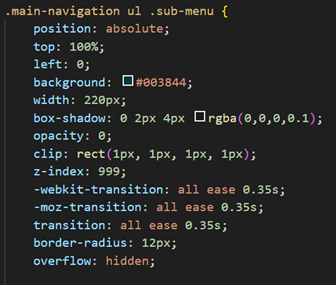 .main-navigation ul .sub-menu {
position: absolute;
top: 100%;
left: 0;
background: #003844;
width: 220px;
box-shadow: 0 2px 4px rgba(0,0,0,0.1);
opacity: 0;
clip: rect(1px, 1px, 1px, 1px);
z-index: 999;
-webkit-transition: all ease 0.35s;
-moz-transition: all ease 0.35s;
transition: all ease 0.35s;
border-radius: 12px;
overflow: hidden;